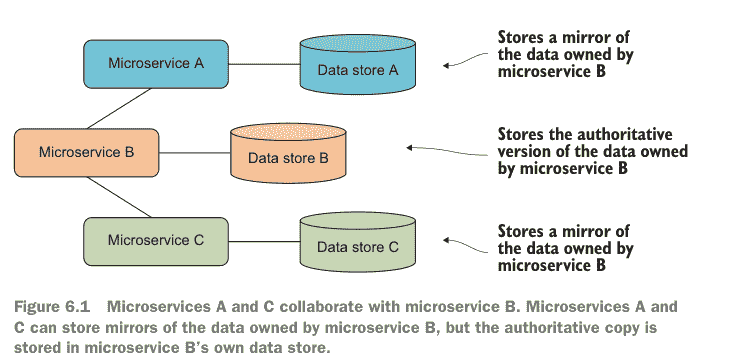 Microservice A
Data store A
Stores a mirror of
the data owned by
microservice B
Microservice B
Data store B
Stores the authoritative
version of the data owned
by microservice B
Microservice C
Data store C
Stores a mirror of
the data owned by
microservice B
Figure 6.1 Microservices A and C collaborate with microservice B. Microservices A and
C can store mirrors of the data owned by microservice B, but the authoritative copy is
stored in microservice B's own data store.